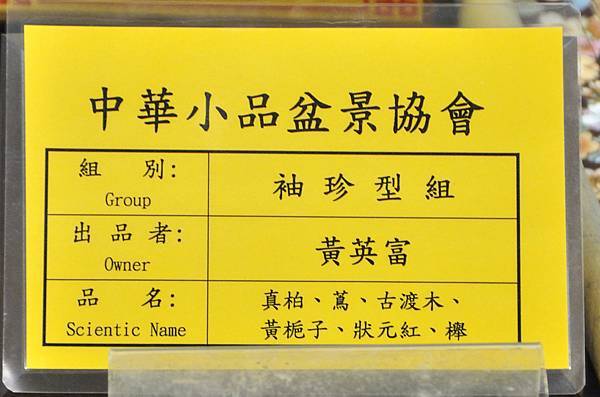 中華小品盆景協會
組 別: 袖珍型組
Group
出品者: 黃英富
Owner
品 名: 真柏、蔦、古渡木、
Scientic Name 黃梔子、狀元紅、櫸